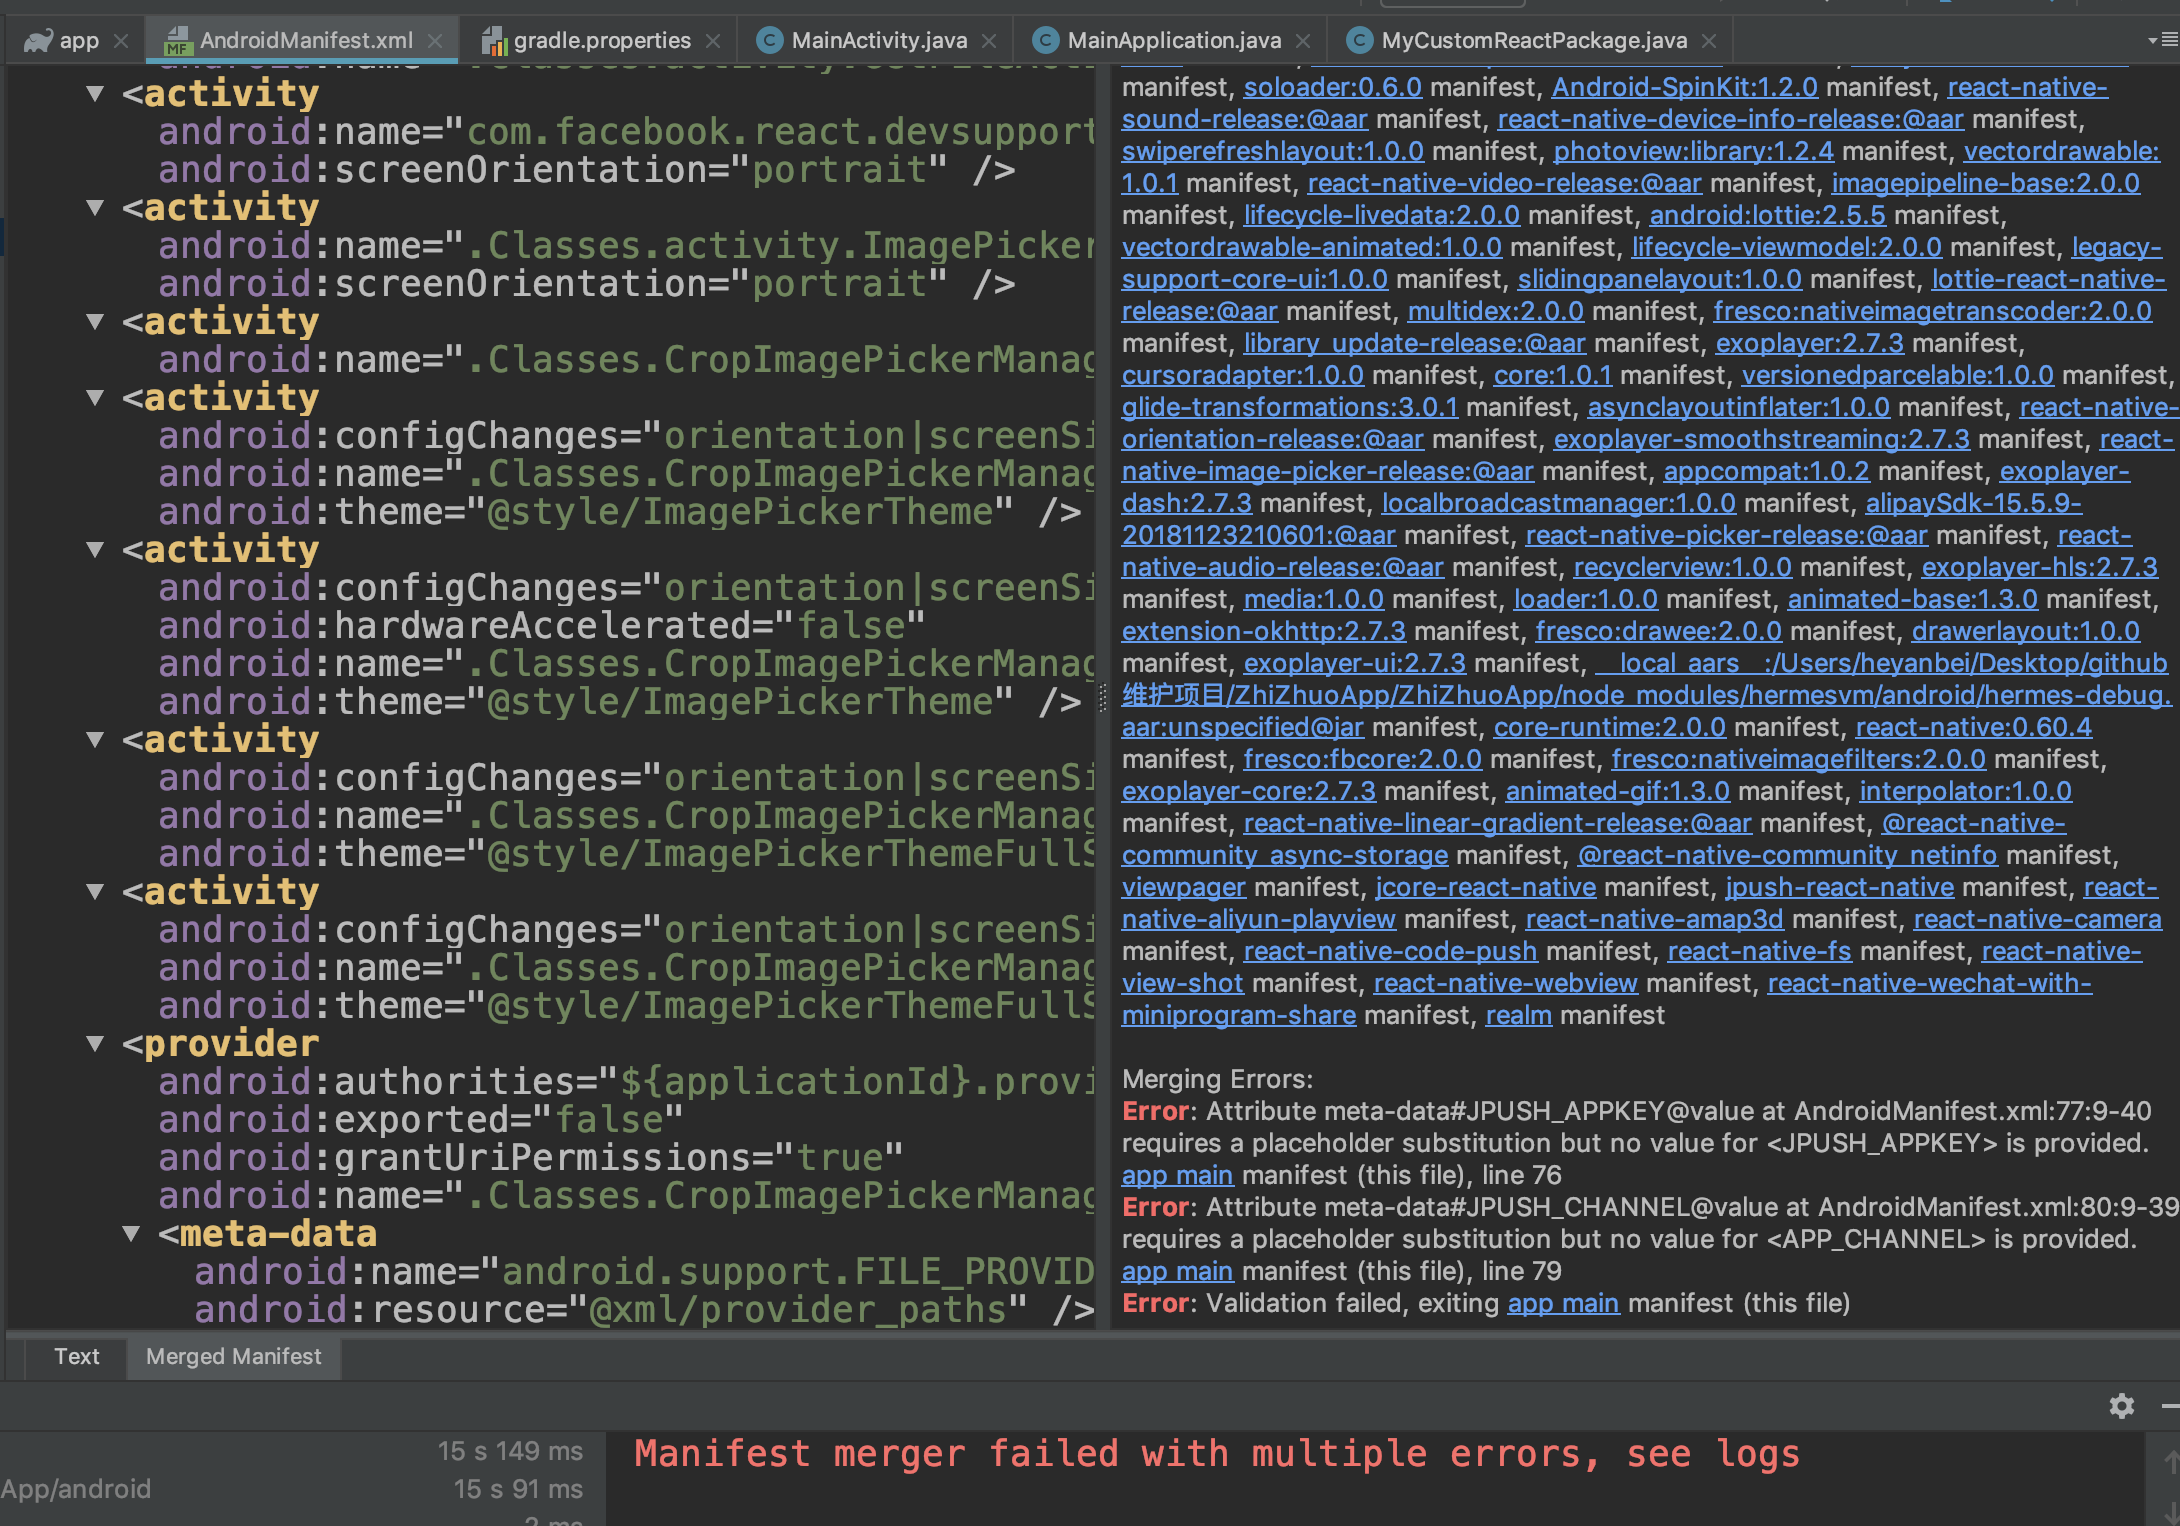 app
AndroidManifest.xml
gradle.properties
MainActivity.java
MainApplication.java
MyCustomReactPackage.java
<activity
android:name="com.facebook.react.devsupport
android:screenOrientation="portrait" />
<activity
android:name=".Classes.activity.ImagePicker
android:screenOrientation="portrait" />
<activity
android:name=".Classes.CropImagePickerManag
<activity
android:configChanges="orientation|screenSi
android:name=".Classes.CropImagePickerManag
android:theme="@style/ImagePickerTheme" />
<activity
android:configChanges="orientation|screenSi
android:hardwareAccelerated="false"
android:name=".Classes.CropImagePickerManag
android:theme="@style/ImagePickerTheme" />
<activity
android:configChanges="orientation|screenSi
android:name=".Classes.CropImagePickerManag
android:theme="@style/ImagePickerThemeFullS
<activity
android:configChanges="orientation|screenSi
android:name=".Classes.CropImagePickerManag
android:theme="@style/ImagePickerThemeFullS
<provider
android:authorities="${applicationId}.provi
android:exported="false"
android:grantUriPermissions="true"
android:name=".Classes.CropImagePickerManag
<meta-data
android:name="android.support.FILE_PROVID
android:resource="@xml/provider_paths" />
manifest, soloader:0.6.0 manifest, Android-SpinKit:1.2.0 manifest, react-native-
sound-release:@aar manifest, react-native-device-info-release:@aar manifest,
swiperefreshlayout:1.0.0 manifest, photoview:library:1.2.4 manifest, vectordrawable:
1.0.1 manifest, react-native-video-release:@aar manifest, imagepipeline-base:2.0.0
manifest, lifecycle-livedata:2.0.0 manifest, android:lottie:2.5.5 manifest,
vectordrawable-animated:1.0.0 manifest, lifecycle-viewmodel:2.0.0 manifest, legacy-
support-core-ui:1.0.0 manifest, slidingpanelayout:1.0.0 manifest, lottie-react-native-
release:@aar manifest, multidex:2.0.0 manifest, fresco:nativeimagetranscoder:2.0.0
manifest, library_update-release:@aar manifest, exoplayer:2.7.3 manifest,
cursoradapter:1.0.0 manifest, core:1.0.1 manifest, versionedparcelable:1.0.0 manifest,
glide-transformations:3.0.1 manifest, asynclayoutinflater:1.0.0 manifest, react-native-
orientation-release:@aar manifest, exoplayer-smoothstreaming:2.7.3 manifest, react-
native-image-picker-release:@aar manifest, appcompat:1.0.2 manifest, exoplayer-
dash:2.7.3 manifest, localbroadcastmanager:1.0.0 manifest, alipaySdk-15.5.9-
20181123210601:@aar manifest, react-native-picker-release:@aar manifest, react-
native-audio-release:@aar manifest, recyclerview:1.0.0 manifest, exoplayer-hls:2.7.3
manifest, media:1.0.0 manifest, loader:1.0.0 manifest, animated-base:1.3.0 manifest,
extension-okhttp:2.7.3 manifest, fresco:drawee:2.0.0 manifest, drawerlayout:1.0.0
manifest, exoplayer-ui:2.7.3 manifest, __local_aars__:/Users/heyanbei/Desktop/github
维护项目/ZhiZhuoApp/ZhiZhuoApp/node_modules/hermesvm/android/hermes-debug.
aar:unspecified@jar manifest, core-runtime:2.0.0 manifest, react-native:0.60.4
manifest, fresco:fbcore:2.0.0 manifest, fresco:nativeimagefilters:2.0.0 manifest,
exoplayer-core:2.7.3 manifest, animated-gif:1.3.0 manifest, interpolator:1.0.0
manifest, react-native-linear-gradient-release:@aar manifest, @react-native-
community_async-storage manifest, @react-native-community_netinfo manifest,
viewpager manifest, jcore-react-native manifest, jpush-react-native manifest, react-
native-aliyun-playview manifest, react-native-amap3d manifest, react-native-camera
manifest, react-native-code-push manifest, react-native-fs manifest, react-native-
view-shot manifest, react-native-webview manifest, react-native-wechat-with-
miniprogram-share manifest, realm manifest
Merging Errors:
Error: Attribute meta-data#JPUSH_APPKEY@value at AndroidManifest.xml:77:9-40
requires a placeholder substitution but no value for <JPUSH_APPKEY> is provided.
app main manifest (this file), line 76
Error: Attribute meta-data#JPUSH_CHANNEL@value at AndroidManifest.xml:80:9-39
requires a placeholder substitution but no value for <APP_CHANNEL> is provided.
app main manifest (this file), line 79
Error: Validation failed, exiting app main manifest (this file)
Text
Merged Manifest
15 s 149 ms
App/android 15 s 91 ms
Manifest merger failed with multiple errors, see logs